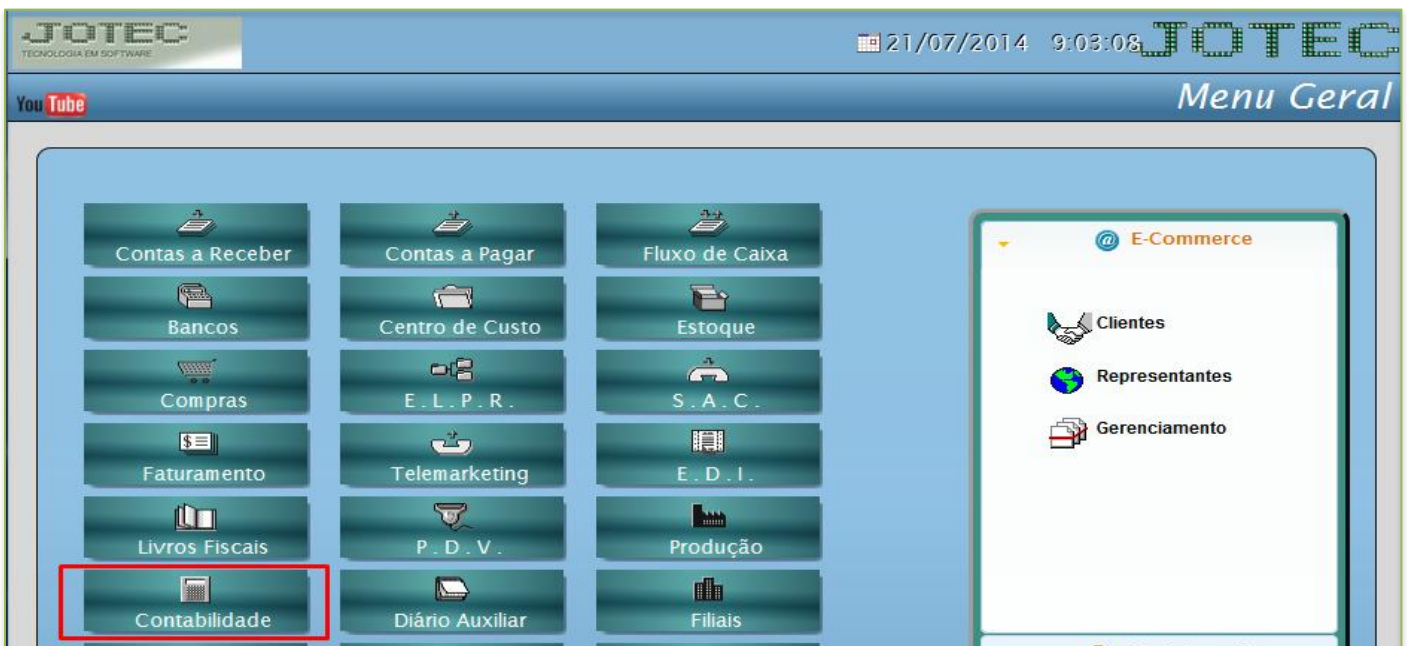 JOTEC
TECNOLOGIA EM SOFTWARE
21/07/2014 9:03:08
JOTEC
You Tube
Menu Geral
Contas a Receber
Contas a Pagar
Fluxo de Caixa
Bancos
Centro de Custo
Estoque
Compras
E.L.P.R.
S.A.C.
Faturamento
Telemarketing
E.D.I.
Livros Fiscais
P.D.V.
Produção
Contabilidade
Diário Auxiliar
Filiais
@ E-Commerce
Clientes
Representantes
Gerenciamento